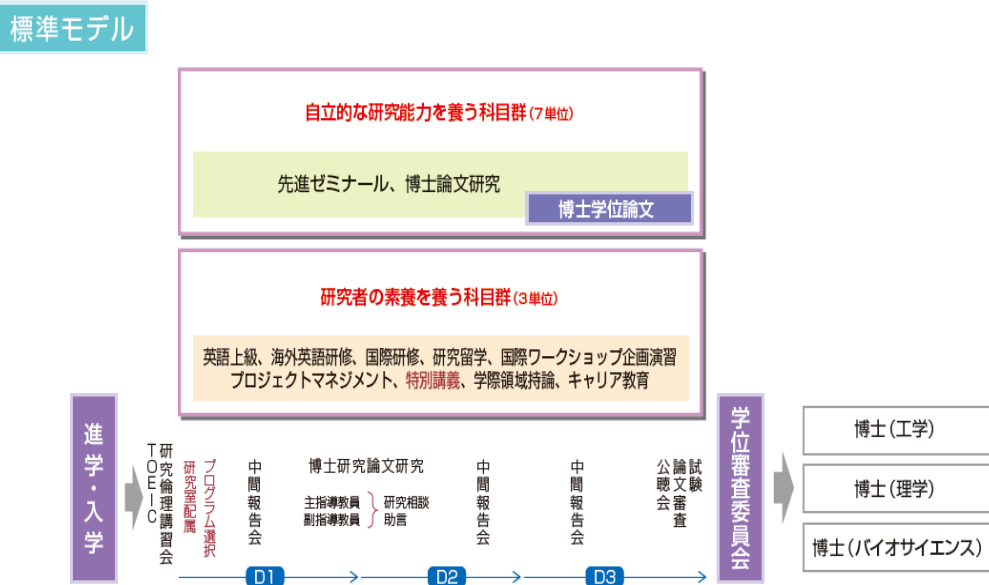 標準モデル
自立的な研究能力を養う科目群(7単位)
先進ゼミナール、博士論文研究
博士学位論文
研究者の素養を養う科目群(3単位)
英語上級、海外英語研修、国際研修、研究留学、国際ワークショップ企画演習
プロジェクトマネジメント、特別講義、学際領域持論、キャリア教育
進学・入学
研究倫理講習会
TOEIC
プログラム選択
研究室配属
中間報告会
博士研究論文研究
主指導教員
副指導教員
研究相談
助言
中間報告会
中間報告会
試験
論文審査
公聴会
学位審査委員会
博士(工学)
博士(理学)
博士(バイオサイエンス)
D1
D2
D3